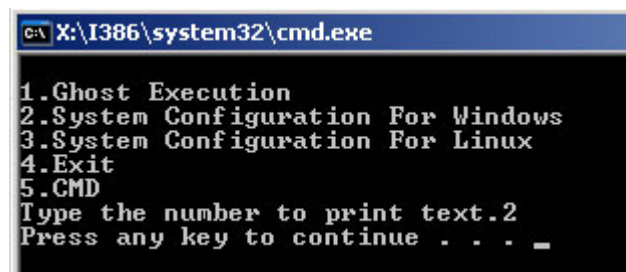 X:\I386\system32\cmd.exe
1.Ghost Execution
2.System Configuration For Windows
3.System Configuration For Linux
4.Exit
5.CMD
Type the number to print text.2
Press any key to continue . . . _